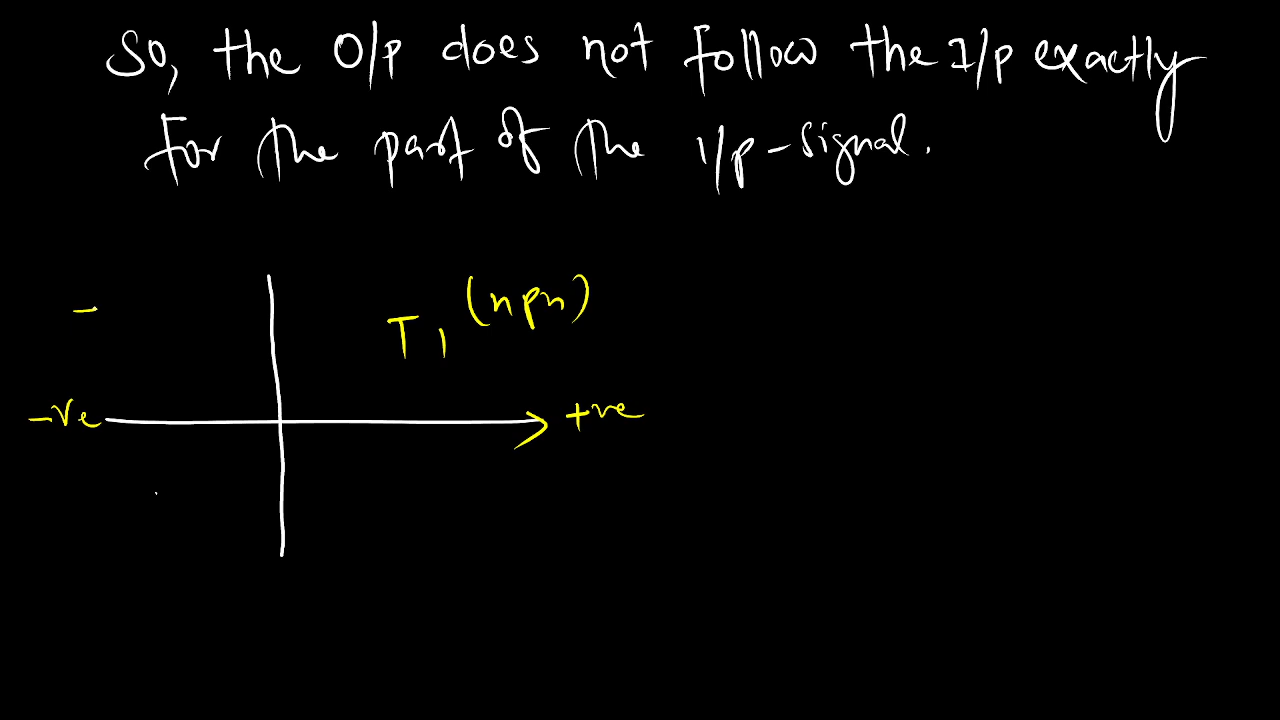 So, the O/p does not follow the I/p exactly
for the part of the I/p - signal.
-
T1 (npn)
-ve
+ve